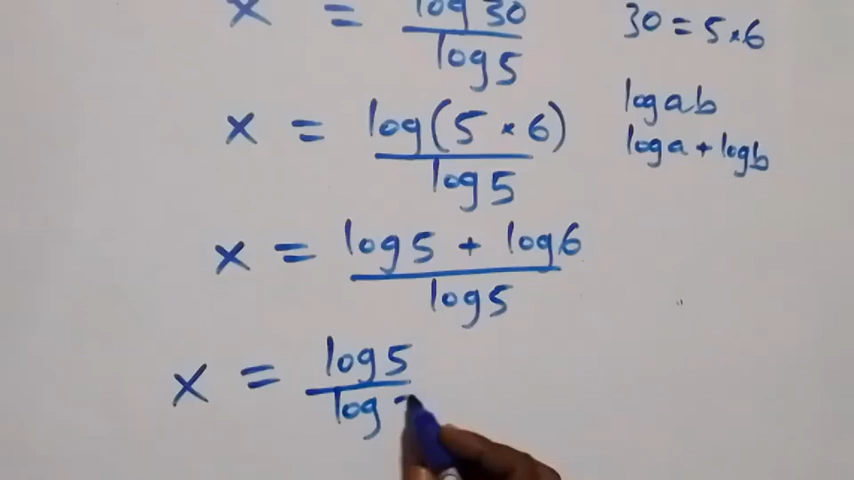 x = log 30 / log 5
30 = 5 × 6
x = log(5 × 6) / log 5
log ab
log a + log b
x = log 5 + log 6 / log 5
x = log 5 / log